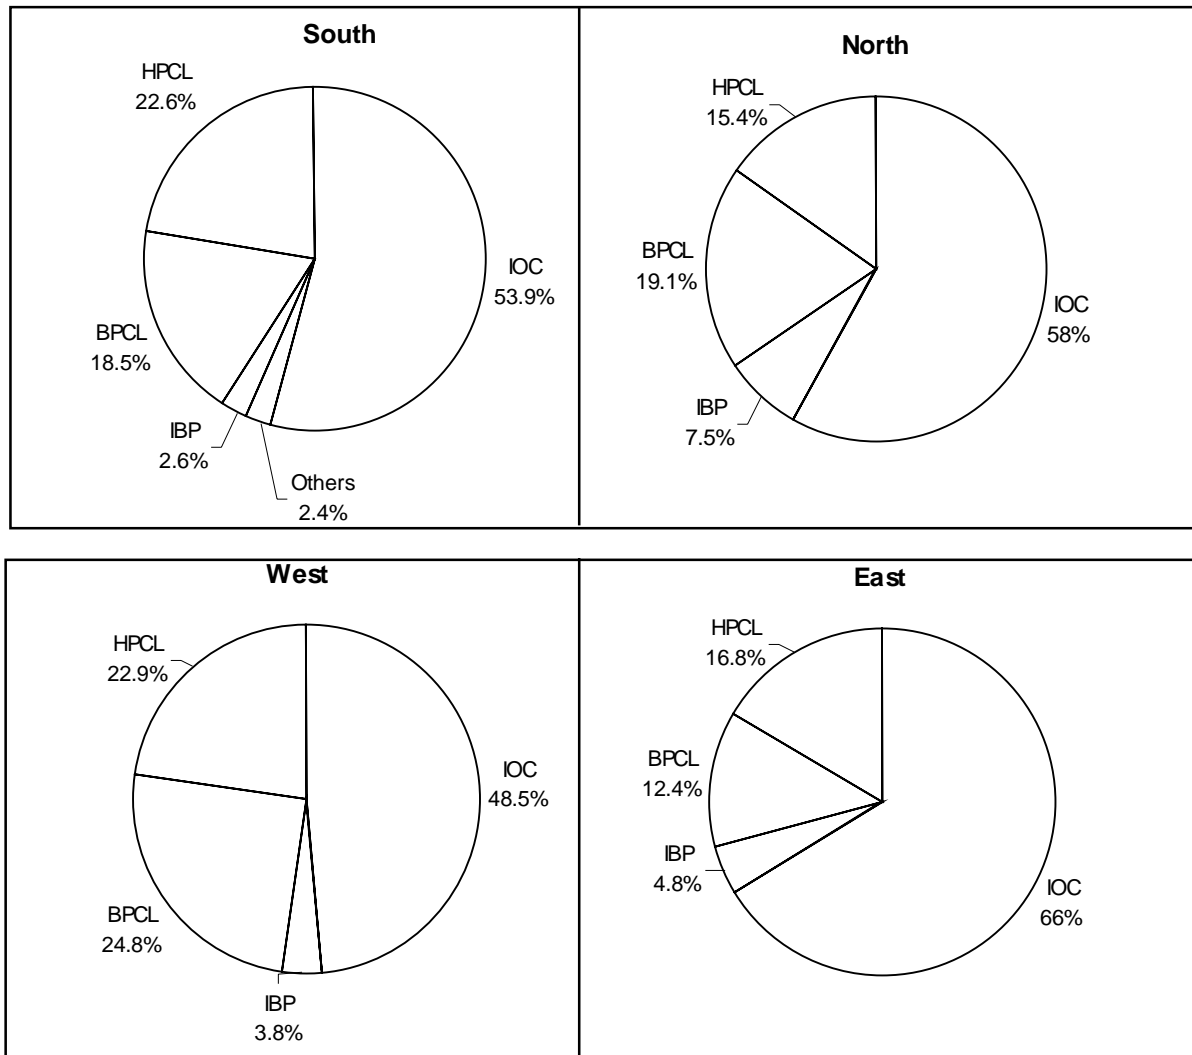 South
HPCL
22.6%
IOC
53.9%
BPCL
18.5%
IBP
2.6%
Others
2.4%
North
HPCL
15.4%
BPCL
19.1%
IOC
58%
IBP
7.5%
West
HPCL
22.9%
IOC
48.5%
BPCL
24.8%
IBP
3.8%
East
HPCL
16.8%
BPCL
12.4%
IBP
4.8%
IOC
66%